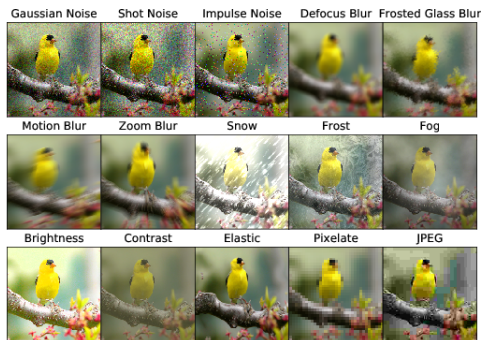 Gaussian Noise Shot Noise Impulse Noise Defocus Blur Frosted Glass Blur
Motion Blur Zoom Blur Snow Frost Fog
Brightness Contrast Elastic Pixelate JPEG